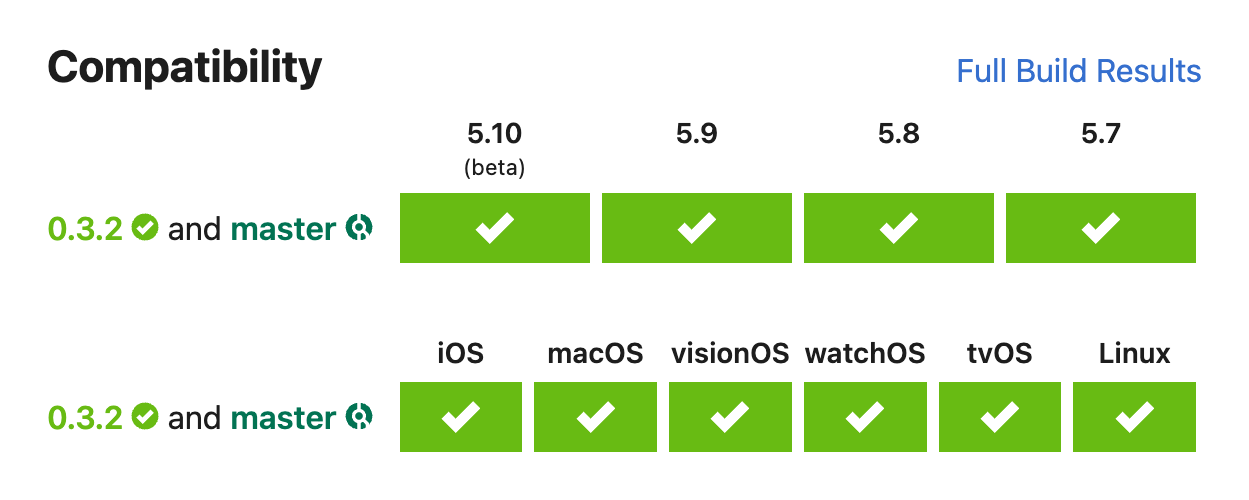 Compatibility
Full Build Results
5.10 5.9 5.8 5.7
(beta)
0.3.2 and master
iOS macOS visionOS watchOS tvOS Linux
0.3.2 and master